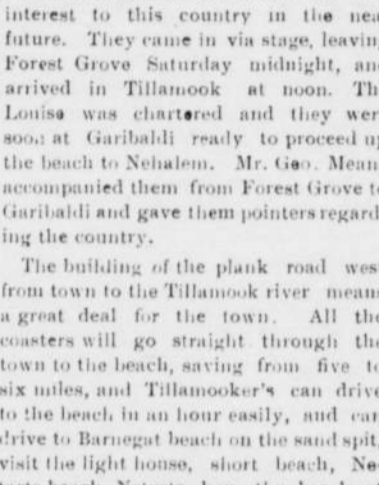 interest to this country in the nea
future. They came in via stage, leavin
Forest Grove Saturday midnight, an
arrived in Tillamook at noon. Th
Louise was chartered and they wer
soon at Garibaldi ready to proceed u
the beach to Nehalem. Mr. Geo. Mean
accompanied them from Forest Grove t
Garibaldi and gave them pointers regard
ing the country.
The building of the plank road wes
from town to the Tillamook river mean
a great deal for the town. All the
coasters will go straight through the
town to the beach, saving from five to
six miles, and Tillamooker's can drive
to the beach in an hour easily, and can
drive to Barnegat beach on the sand spit,
visit the light house, short beach, Ne-